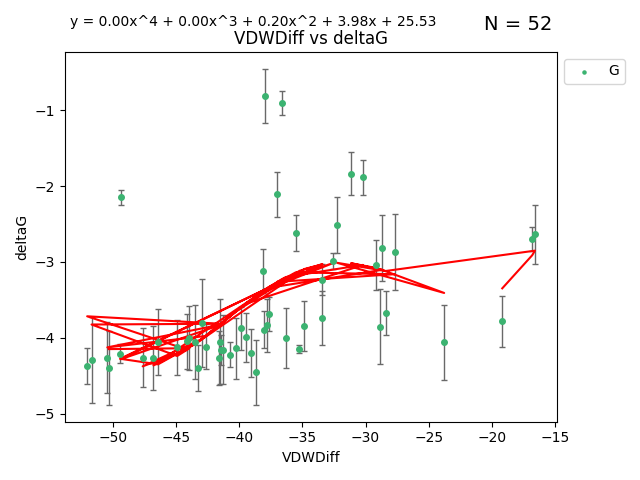 y = 0.00x^4 + 0.00x^3 + 0.20x^2 + 3.98x + 25.53
N = 52
VDWDiff vs deltaG
G
−1
−2
−3
−4
−5
deltaG
−50 −45 −40 −35 −30 −25 −20 −15
VDWDiff